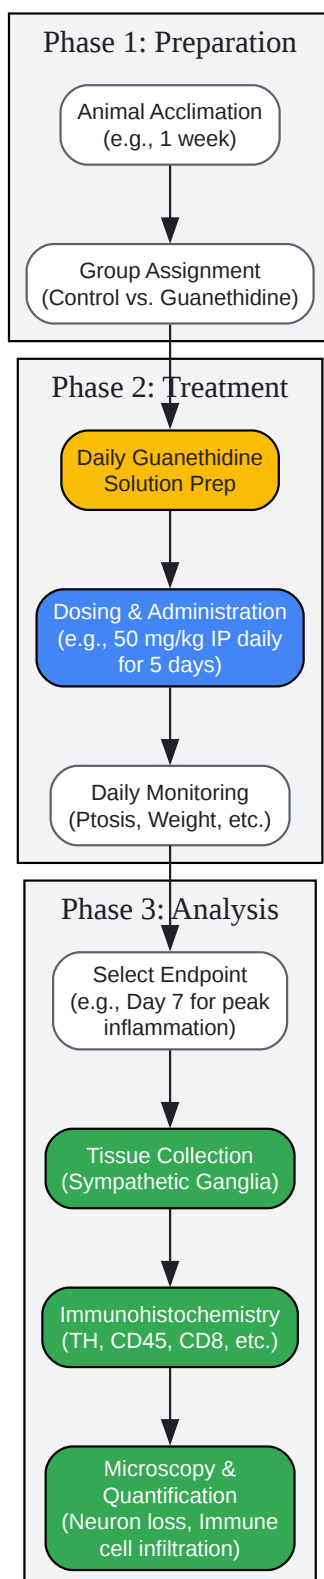 Phase 1: Preparation
Animal Acclimation
(e.g., 1 week)
Group Assignment
(Control vs. Guanethidine)
Phase 2: Treatment
Daily Guanethidine
Solution Prep
Dosing & Administration
(e.g., 50 mg/kg IP daily
for 5 days)
Daily Monitoring
(Ptosis, Weight, etc.)
Phase 3: Analysis
Select Endpoint
(e.g., Day 7 for peak
inflammation)
Tissue Collection
(Sympathetic Ganglia)
Immunohistochemistry
(TH, CD45, CD8, etc.)
Microscopy &
Quantification
(Neuron loss, Immune
cell infiltration)